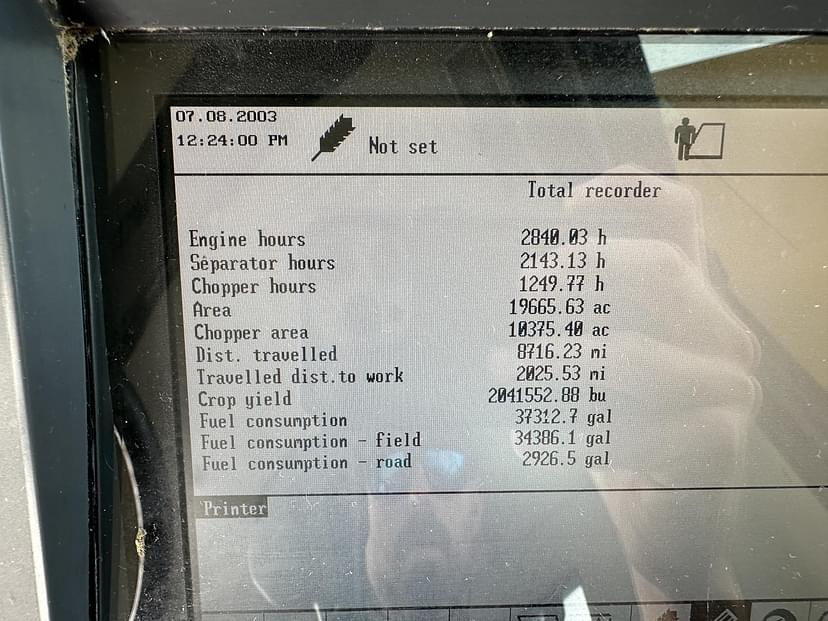 07.08.2003
12:24:00 PM
Not set
Total recorder
Engine hours 2840.03 h
Separator hours 2143.13 h
Chopper hours 1249.77 h
Area 19665.63 ac
Chopper area 10375.40 ac
Dist. travelled 8716.23 mi
Travelled dist.to work 2025.53 mi
Crop yield 2041552.88 bu
Fuel consumption 37312.7 gal
Fuel consumption - field 34386.1 gal
Fuel consumption - road 2926.5 gal
Printer